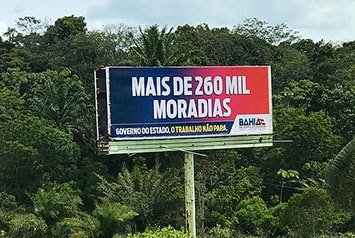 MAIS DE 260 MIL
MORADIAS
GOVERNO DO ESTADO. O TRABALHO NÃO PARA.
BAHIA